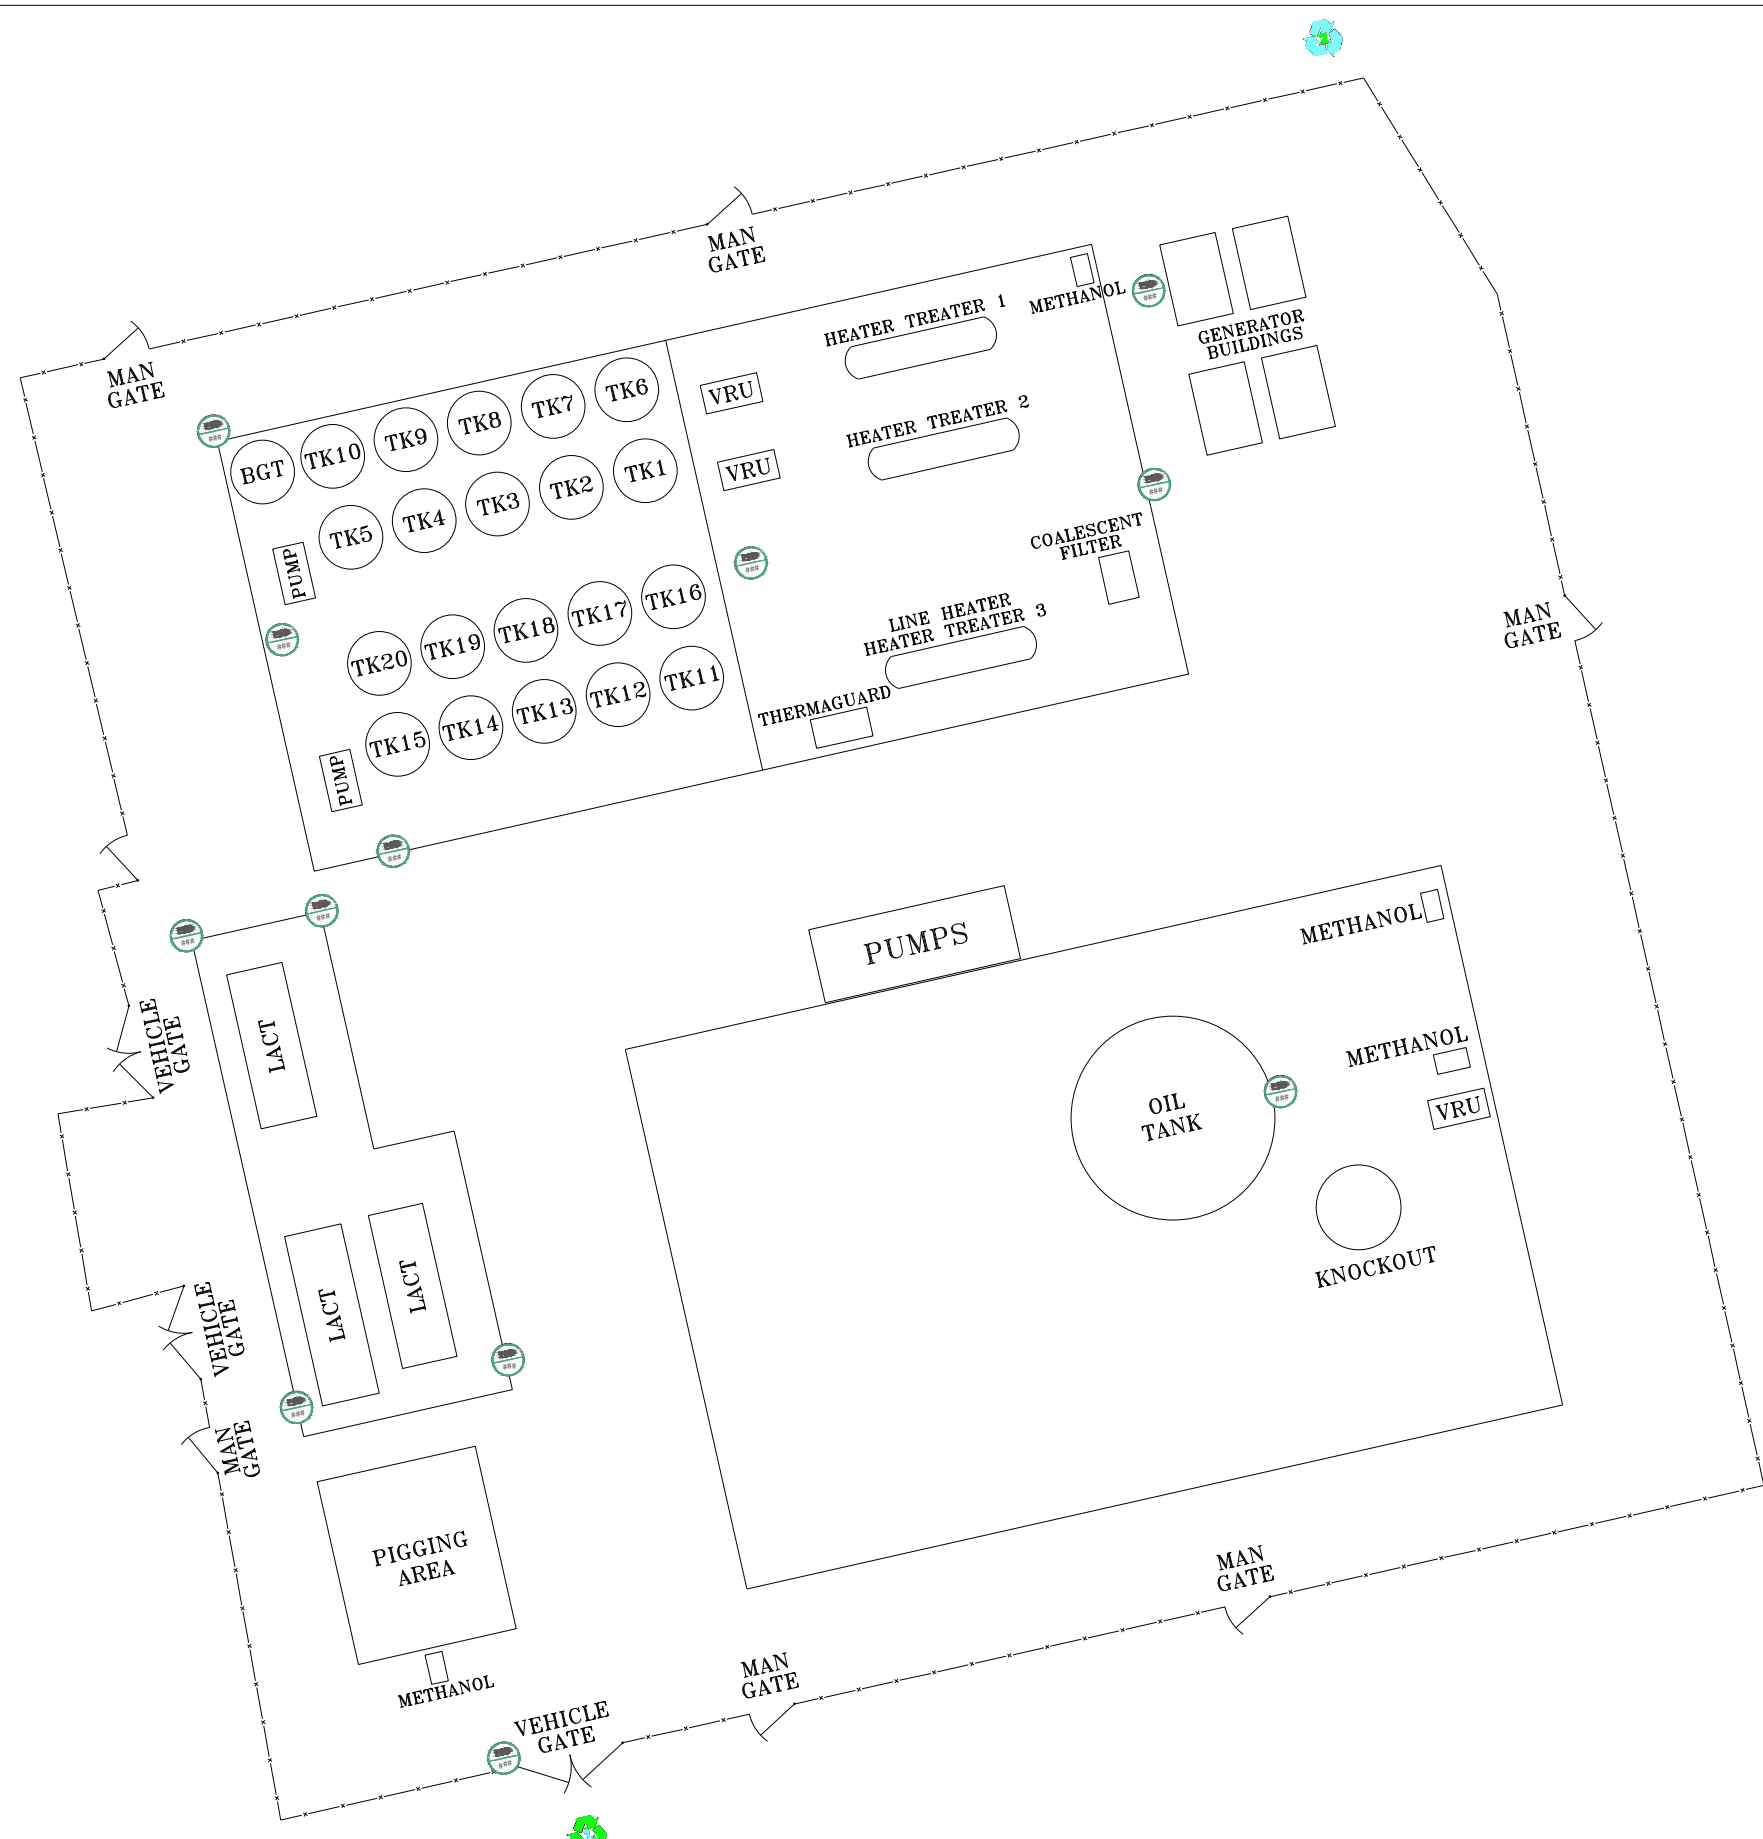 MAN
GATE
MAN
GATE
METHANOL
HEATER TREATER 1
GENERATOR
BUILDINGS
VRU
HEATER TREATER 2
VRU
TK6
TK7
TK8
TK9
TK10
BGT
TK1
TK2
TK3
TK4
TK5
PUMP
###
###
###
###
###
COALESCENT
FILTER
LINE HEATER
HEATER TREATER 3
MAN
GATE
TK16
TK17
TK18
TK19
TK20
TK11
TK12
TK13
TK14
TK15
THERMAGUARD
PUMP
###
###
###
PUMPS
METHANOL
LACT
VEHICLE
GATE
METHANOL
VRU
OIL
TANK
###
KNOCKOUT
LACT
LACT
VEHICLE
GATE
###
###
MAN
GATE
PIGGING
AREA
METHANOL
MAN
GATE
MAN
GATE
VEHICLE
GATE
###